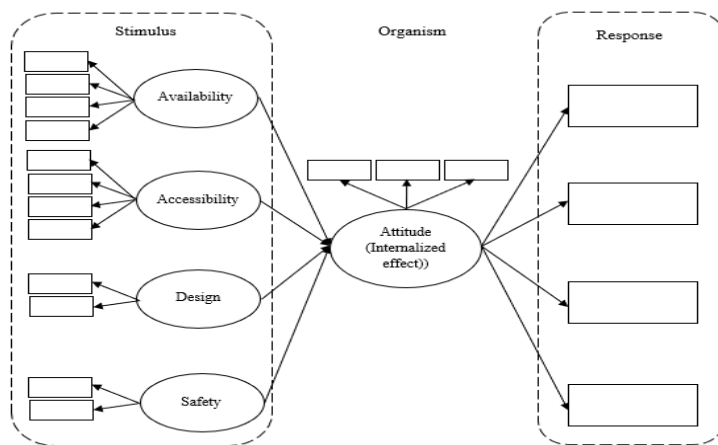 Stimulus
Organism
Response
Availability
Accessibility
Attitude
(Internalized
effect))
Design
Safety